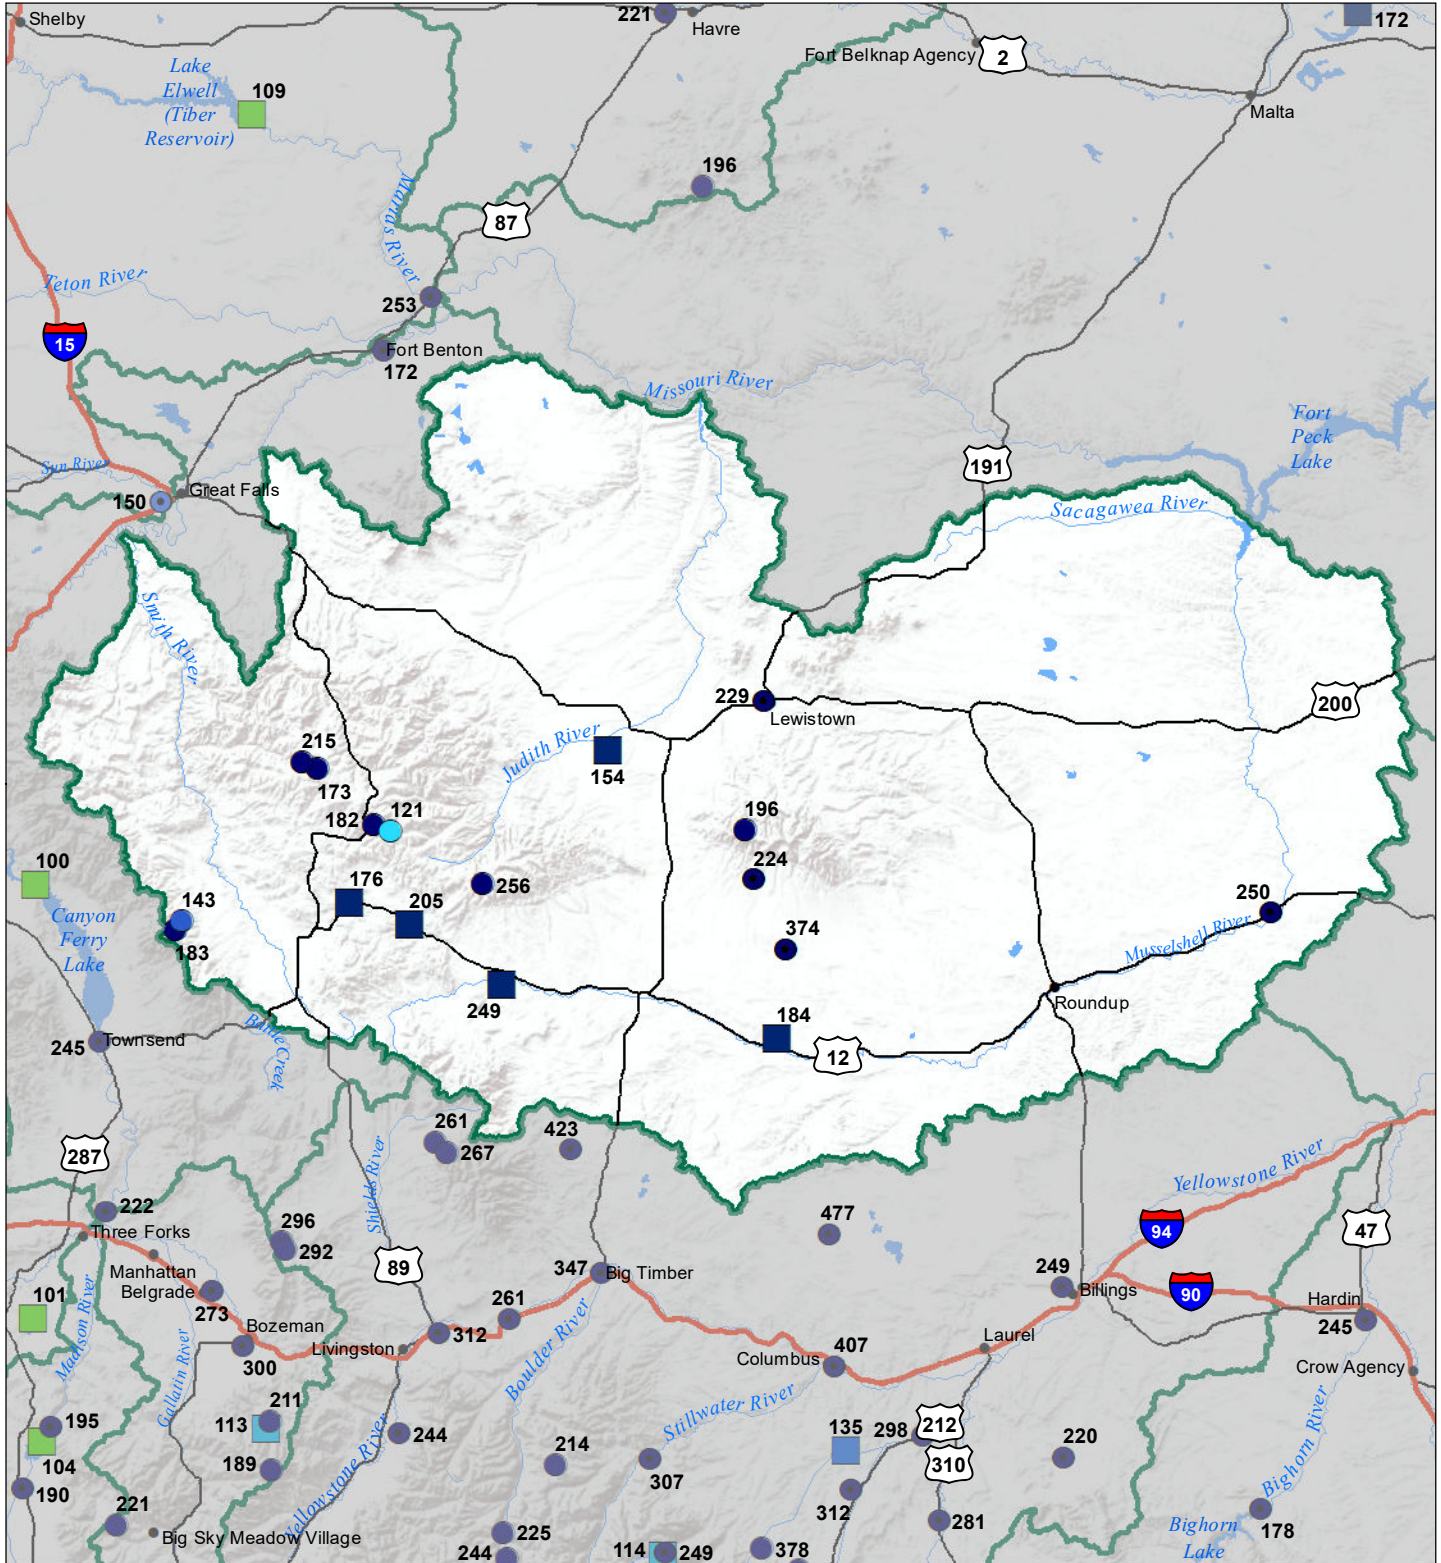 Shelby
221
Havre
172
Fort Belknap Agency
2
Lake
Elwell
(Tiber
Reservoir)
109
Malta
196
Marias River
87
Teton River
253
15
Fort Benton
172
Missouri River
Fort
Peck
Lake
191
Sun River
Great Falls
150
Sacagawea River
Smith River
229
Lewistown
200
Judith River
215
173
154
182
121
196
224
100
176
205
256
250
143
183
Canyon
Ferry
Lake
374
Musselshell River
249
184
Roundup
12
245
Townsend
Battle Creek
261
267
423
287
Shields River
Yellowstone River
222
Three Forks
296
292
477
94
47
89
347
Big Timber
249
Billings
90
Manhattan
Belgrade
273
101
Madison River
261
Hardin
245
Bozeman
300
Livingston
312
Boulder River
Laurel
Columbus
407
Crow Agency
Gallatin River
211
113
195
104
189
244
Stillwater River
135
298
212
310
220
Bighorn River
190
214
307
312
221
Big Sky Meadow Village
Yellowstone River
225
244
114
249
378
281
178
Bighorn
Lake